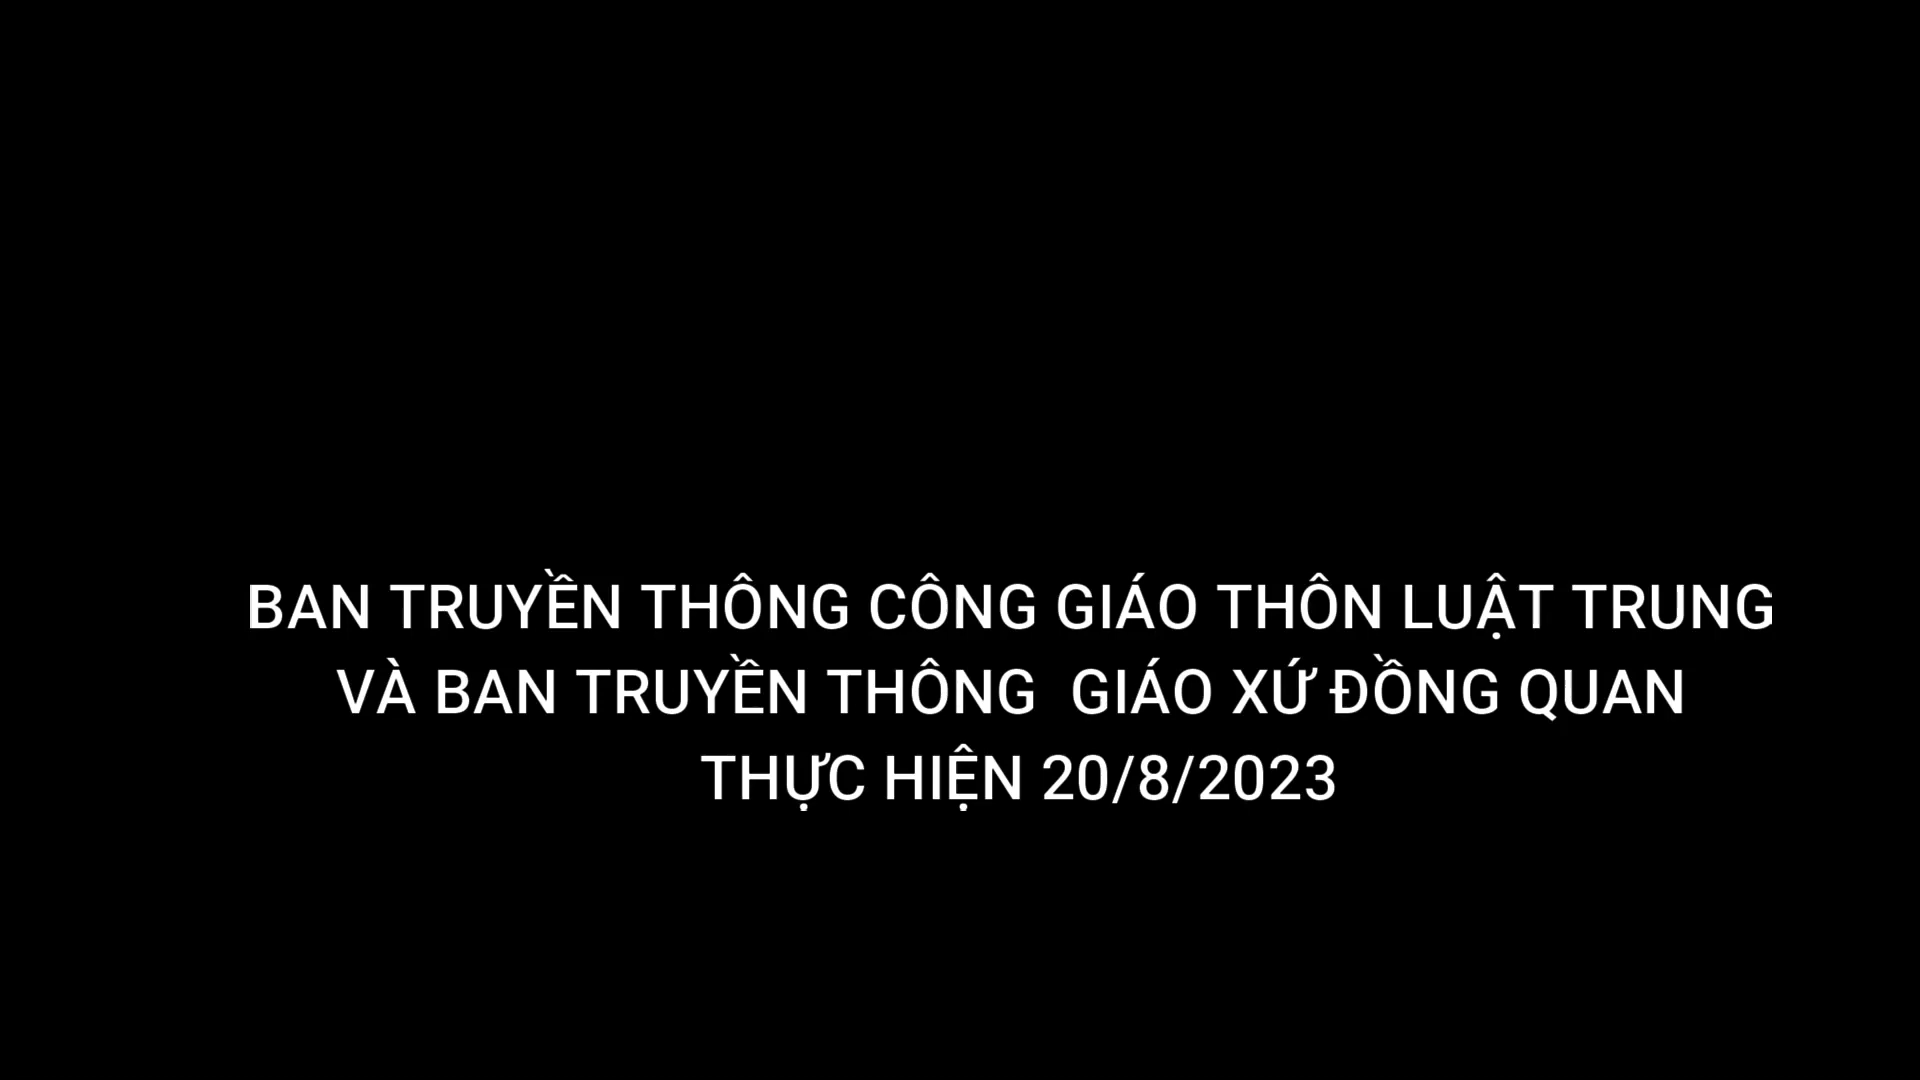 BAN TRUYỀN THÔNG CÔNG GIÁO THÔN LUẬT TRUNG
VÀ BAN TRUYỀN THÔNG  GIÁO XỨ ĐỒNG QUAN
THỰC HIỆN 20/8/2023